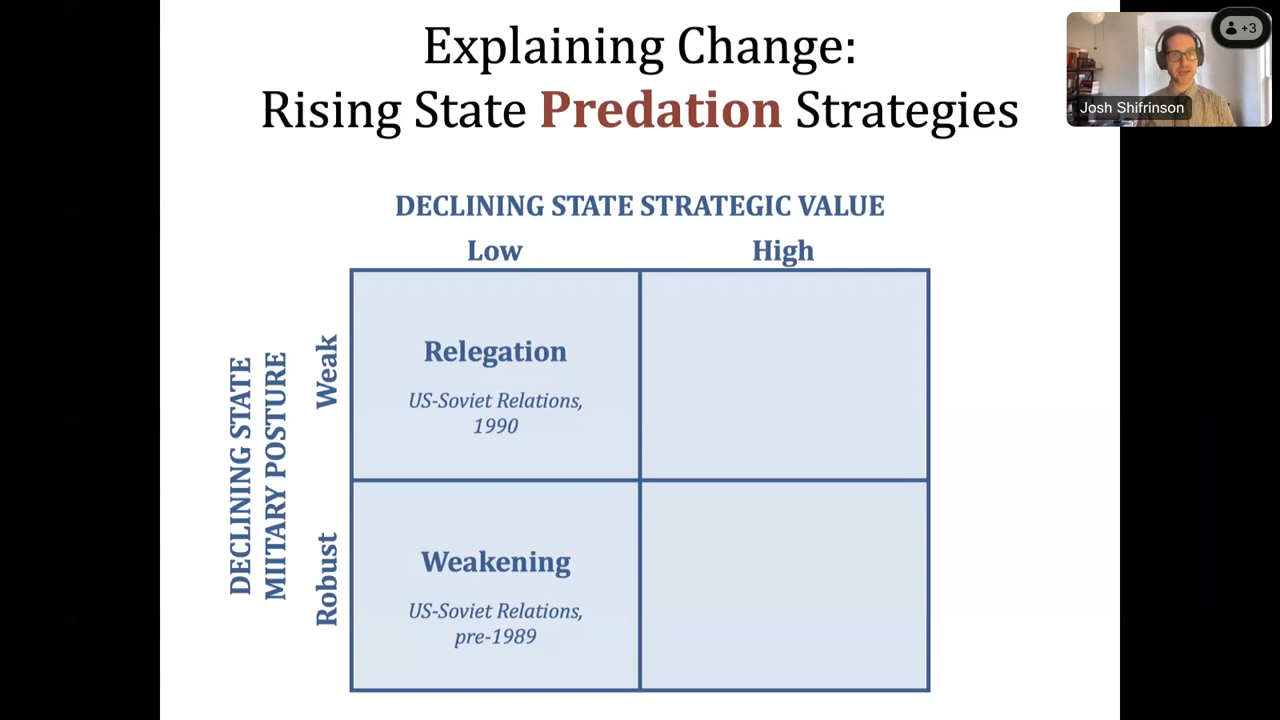 Explaining Change:
Rising State Predation Strategies
+3
Josh Shifrinson
DECLINING STATE STRATEGIC VALUE
Low High
DECLINING STATE
MIITARY POSTURE
Weak
Relegation
US-Soviet Relations,
1990
Robust
Weakening
US-Soviet Relations,
pre-1989